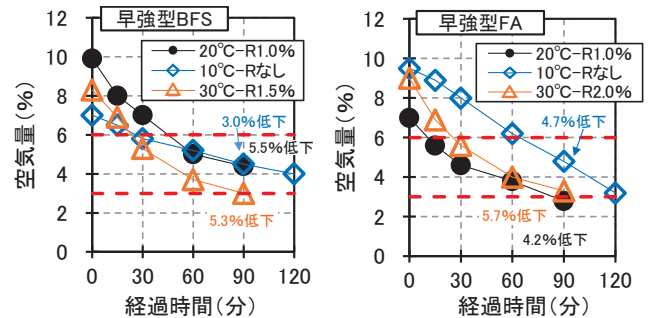 早強型BFS
20℃-R1.0%
10℃-Rなし
30℃-R1.5%
空気量(%)
12
10
8
6
4
2
0
3.0%低下
5.5%低下
5.3%低下
0 30 60 90 120
経過時間(分)
早強型FA
20℃-R1.0%
10℃-Rなし
30℃-R2.0%
空気量(%)
12
10
8
6
4
2
0
4.7%低下
5.7%低下
4.2%低下
0 30 60 90 120
経過時間(分)